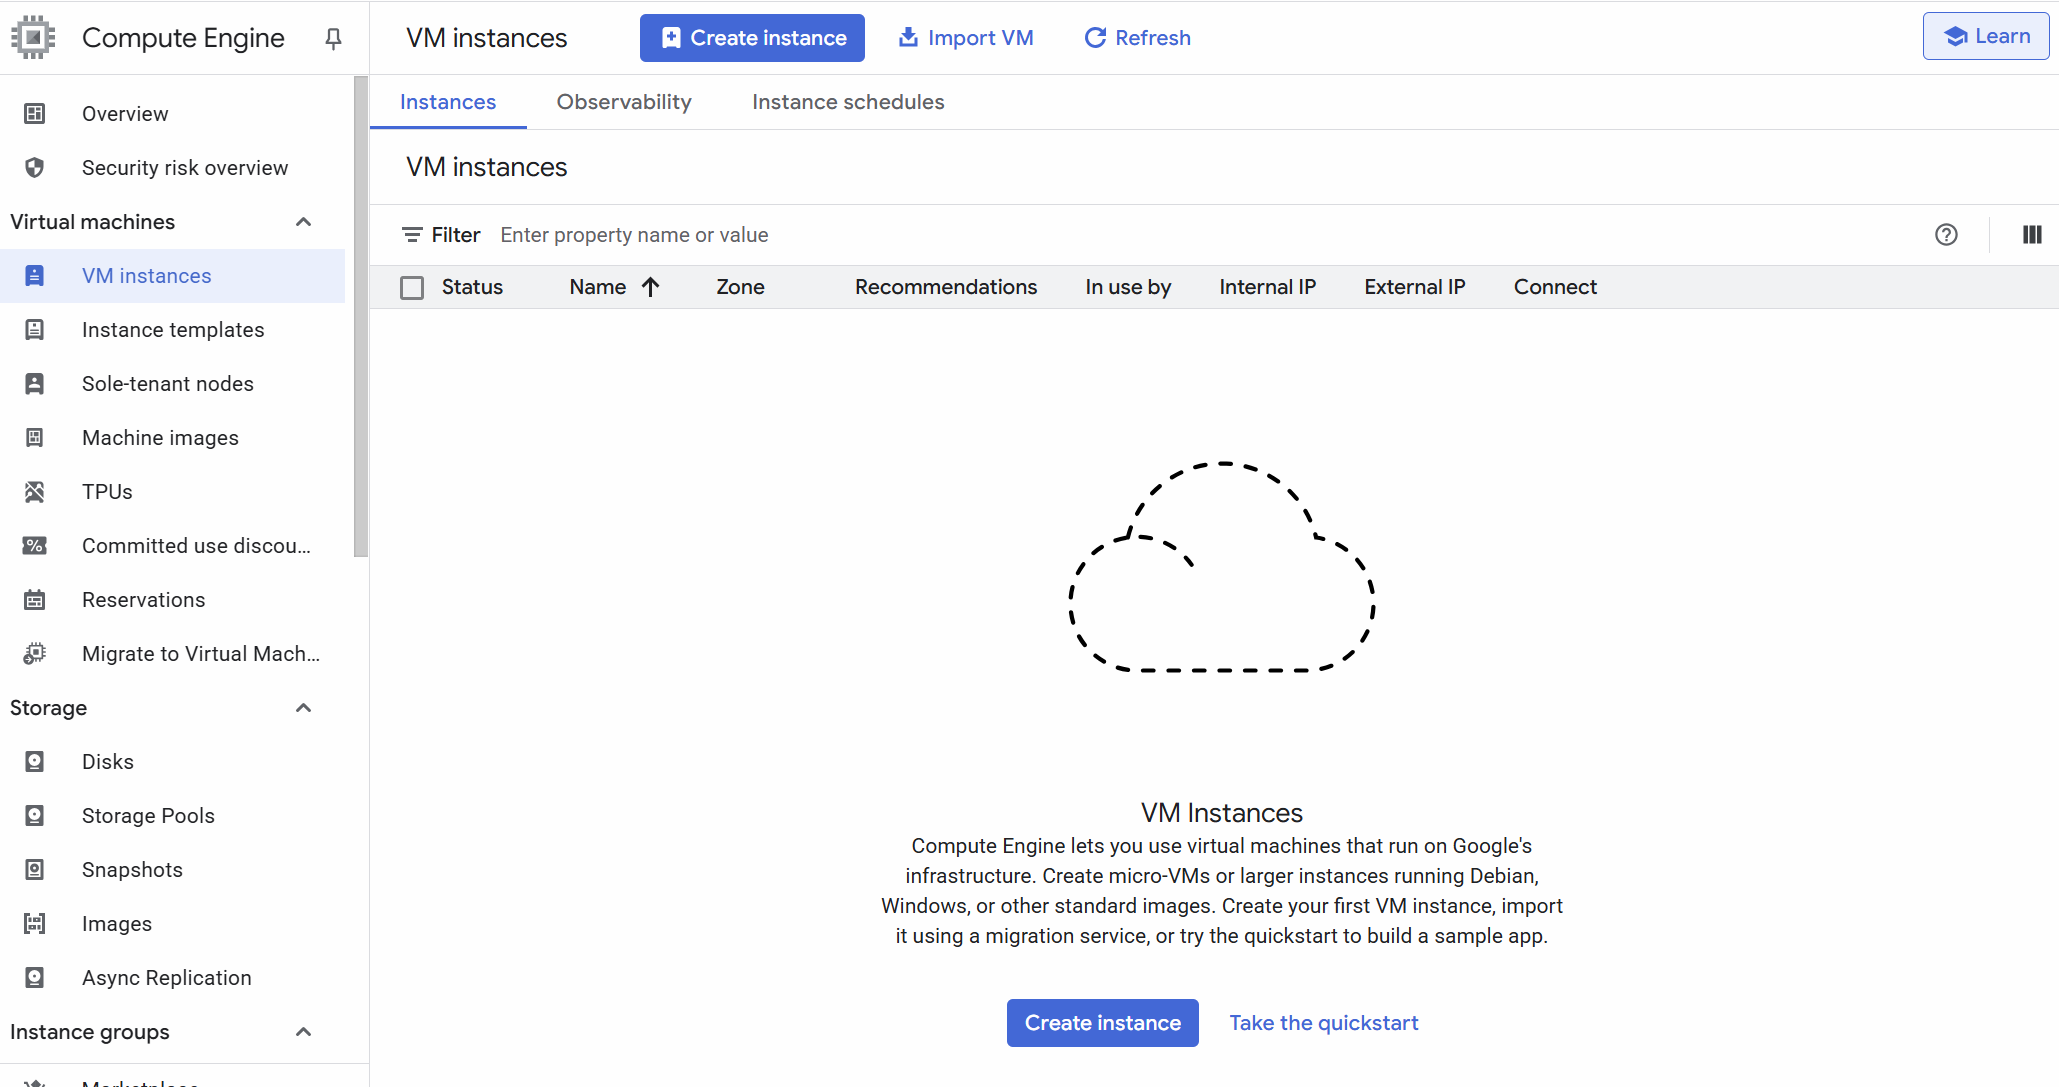 Compute Engine
VM instances
Create instance
Import VM
Refresh
Learn
Overview
Security risk overview
Virtual machines
VM instances
Instance templates
Sole-tenant nodes
Machine images
TPUs
Committed use discou...
Reservations
Migrate to Virtual Mach...
Storage
Disks
Storage Pools
Snapshots
Images
Async Replication
Instance groups
Marketplace
Instances Observability Instance schedules
VM instances
Filter Enter property name or value
Status Name Zone Recommendations In use by Internal IP External IP Connect
VM Instances
Compute Engine lets you use virtual machines that run on Google's
infrastructure. Create micro-VMs or larger instances running Debian,
Windows, or other standard images. Create your first VM instance, import
it using a migration service, or try the quickstart to build a sample app.
Create instance Take the quickstart